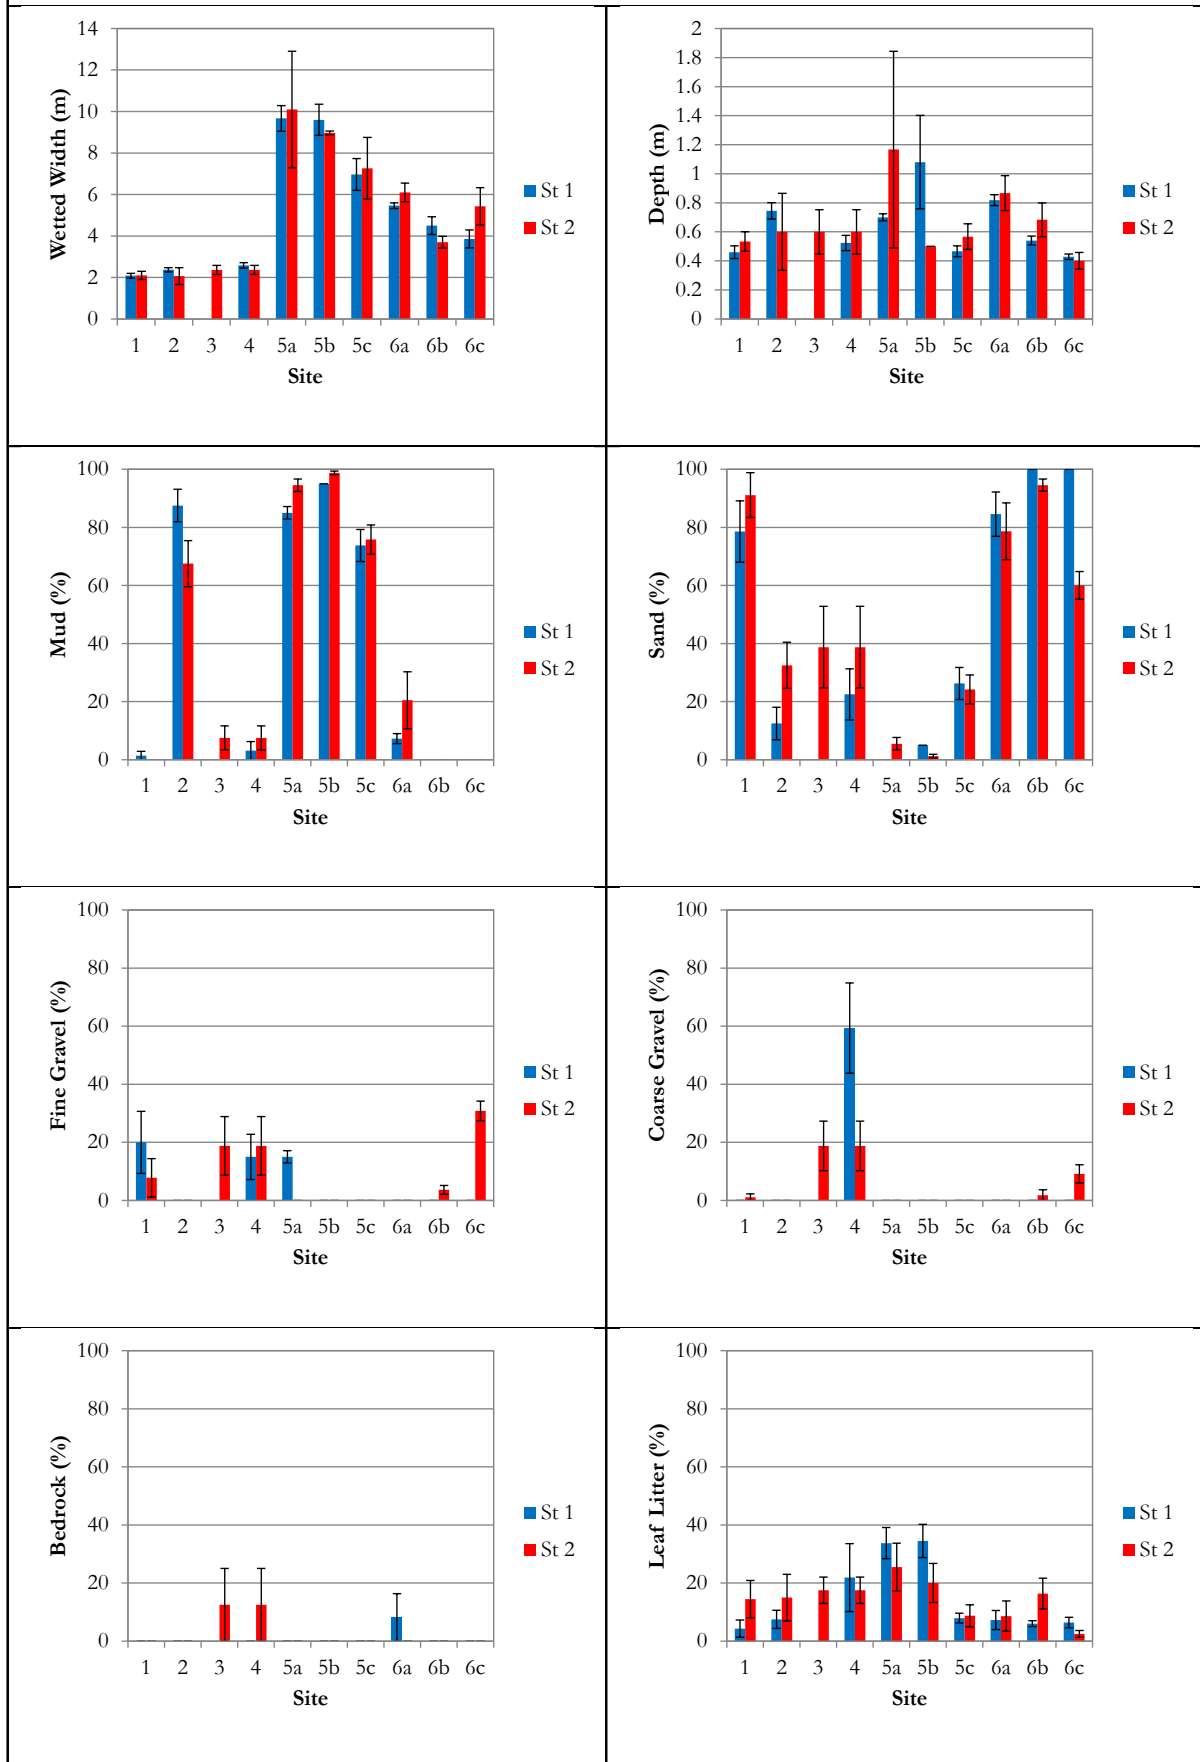 14
12
10
8
6
4
2
0
Wetted Width (m)
1 2 3 4 5a 5b 5c 6a 6b 6c
Site
St 1
St 2
2
1.8
1.6
1.4
1.2
1
0.8
0.6
0.4
0.2
0
Depth (m)
1 2 3 4 5a 5b 5c 6a 6b 6c
Site
St 1
St 2
100
80
60
40
20
0
Mud (%)
1 2 3 4 5a 5b 5c 6a 6b 6c
Site
St 1
St 2
100
80
60
40
20
0
Sand (%)
1 2 3 4 5a 5b 5c 6a 6b 6c
Site
St 1
St 2
100
80
60
40
20
0
Fine Gravel (%)
1 2 3 4 5a 5b 5c 6a 6b 6c
Site
St 1
St 2
100
80
60
40
20
0
Coarse Gravel (%)
1 2 3 4 5a 5b 5c 6a 6b 6c
Site
St 1
St 2
100
80
60
40
20
0
Bedrock (%)
1 2 3 4 5a 5b 5c 6a 6b 6c
Site
St 1
St 2
100
80
60
40
20
0
Leaf Litter (%)
1 2 3 4 5a 5b 5c 6a 6b 6c
Site
St 1
St 2